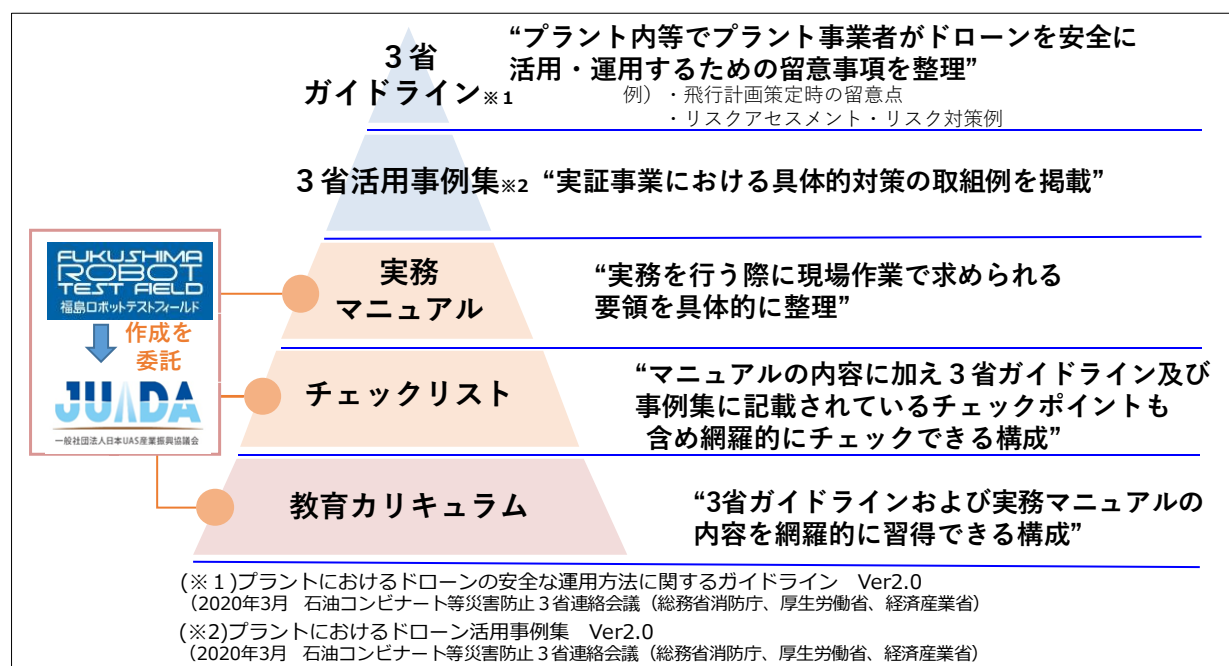 ３省
ガイドライン※１
“プラント内等でプラント事業者がドローンを安全に
活用・運用するための留意事項を整理”
例）・飛行計画策定時の留意点
・リスクアセスメント・リスク対策例
３省活用事例集※2
“実証事業における具体的対策の取組例を掲載”
FUKUSHIMA
ROBOT
TEST FIELD
福島ロボットテストフィールド
作成を
委託
JUIDA
一般社団法人日本UAS産業振興協議会
実務
マニュアル
“実務を行う際に現場作業で求められる
要領を具体的に整理”
チェックリスト
“マニュアルの内容に加え３省ガイドライン及び
事例集に記載されているチェックポイントも
含め網羅的にチェックできる構成”
教育カリキュラム
“3省ガイドラインおよび実務マニュアルの
内容を網羅的に習得できる構成”
(※１)プラントにおけるドローンの安全な運用方法に関するガイドライン　Ver2.0
（2020年3月　石油コンビナート等災害防止３省連絡会議（総務省消防庁、厚生労働省、経済産業省）
(※2)プラントにおけるドローン活用事例集　Ver2.0
（2020年3月　石油コンビナート等災害防止３省連絡会議（総務省消防庁、厚生労働省、経済産業省）